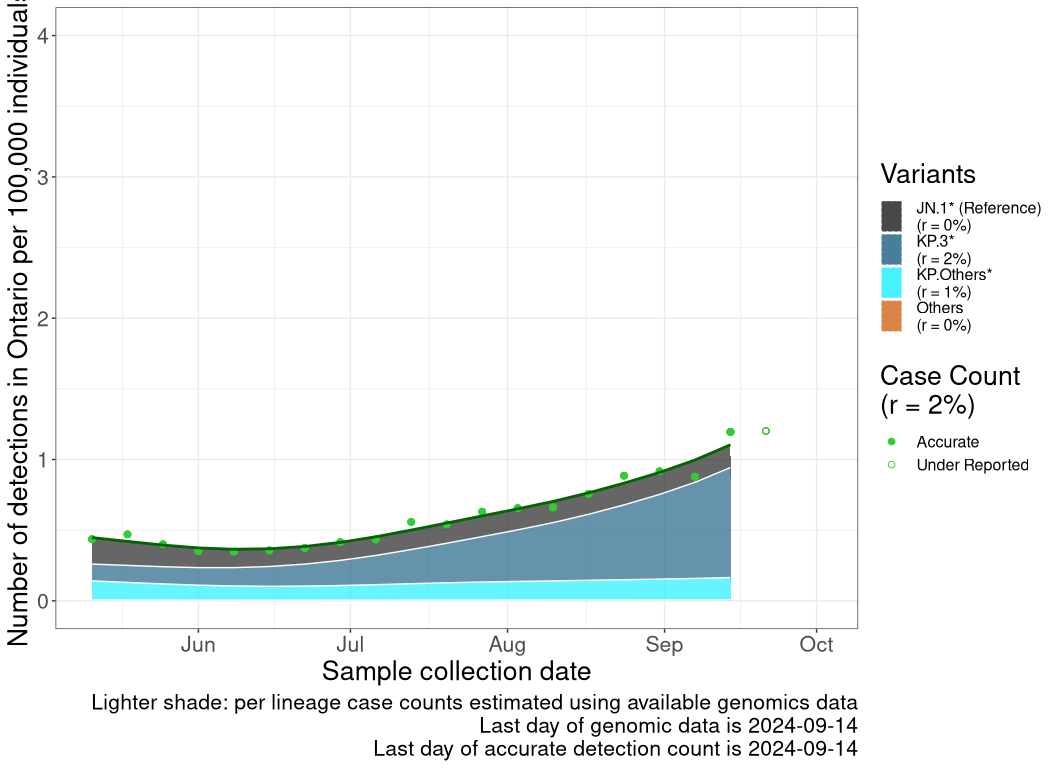 Number of detections in Ontario per 100,000 individuals
4
3
2
1
0
Jun Jul Aug Sep Oct
Sample collection date
Lighter shade: per lineage case counts estimated using available genomics data
Last day of genomic data is 2024-09-14
Last day of accurate detection count is 2024-09-14
Variants
JN.1* (Reference)
(r = 0%)
KP.3*
(r = 2%)
KP.Others*
(r = 1%)
Others
(r = 0%)
Case Count
(r = 2%)
Accurate
Under Reported